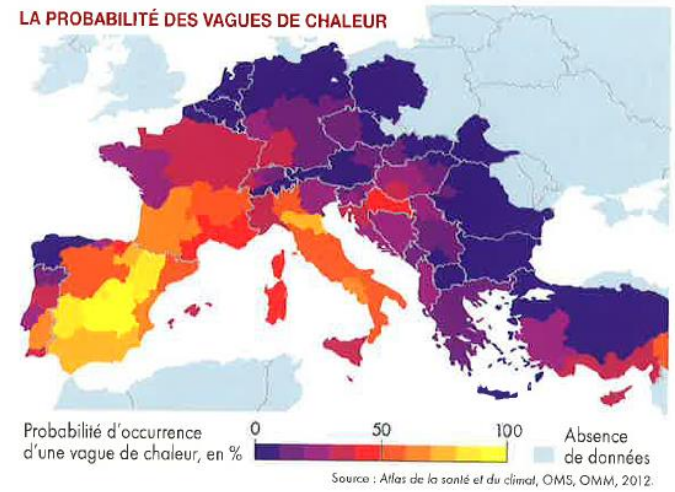 LA PROBABILITÉ DES VAGUES DE CHALEUR
Probabilité d'occurrence
d'une vague de chaleur, en %
0 50 100
Absence
de données
Source : Atlas de la santé et du climat, OMS, OMM, 2012.